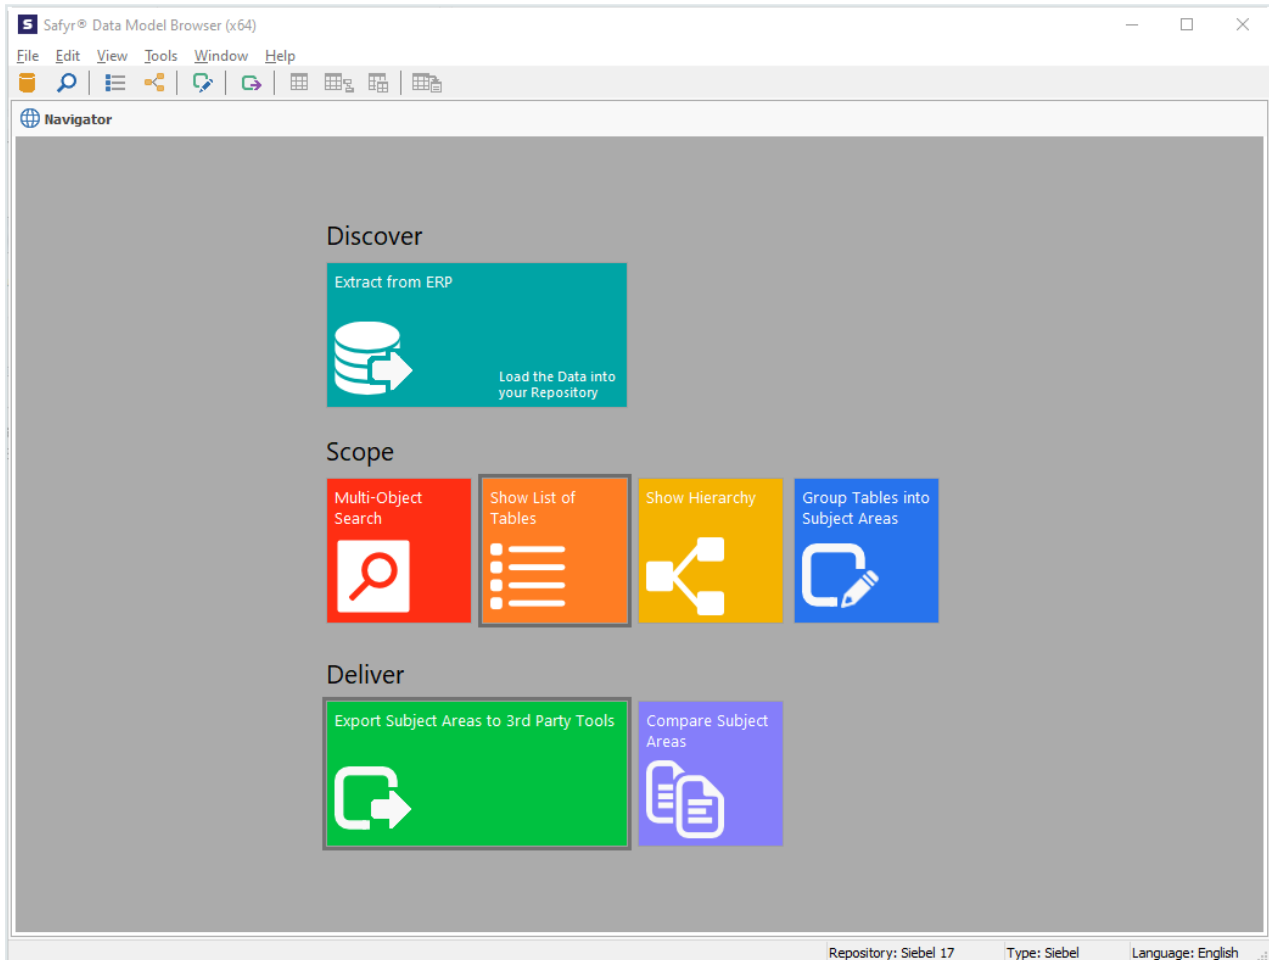 Safyr® Data Model Browser (x64)
File Edit View Tools Window Help
Navigator
Discover
Extract from ERP
Load the Data into
your Repository
Scope
Multi-Object
Search
Show List of
Tables
Show Hierarchy
Group Tables into
Subject Areas
Deliver
Export Subject Areas to 3rd Party Tools
Compare Subject
Areas
Repository: Siebel 17 Type: Siebel Language: English